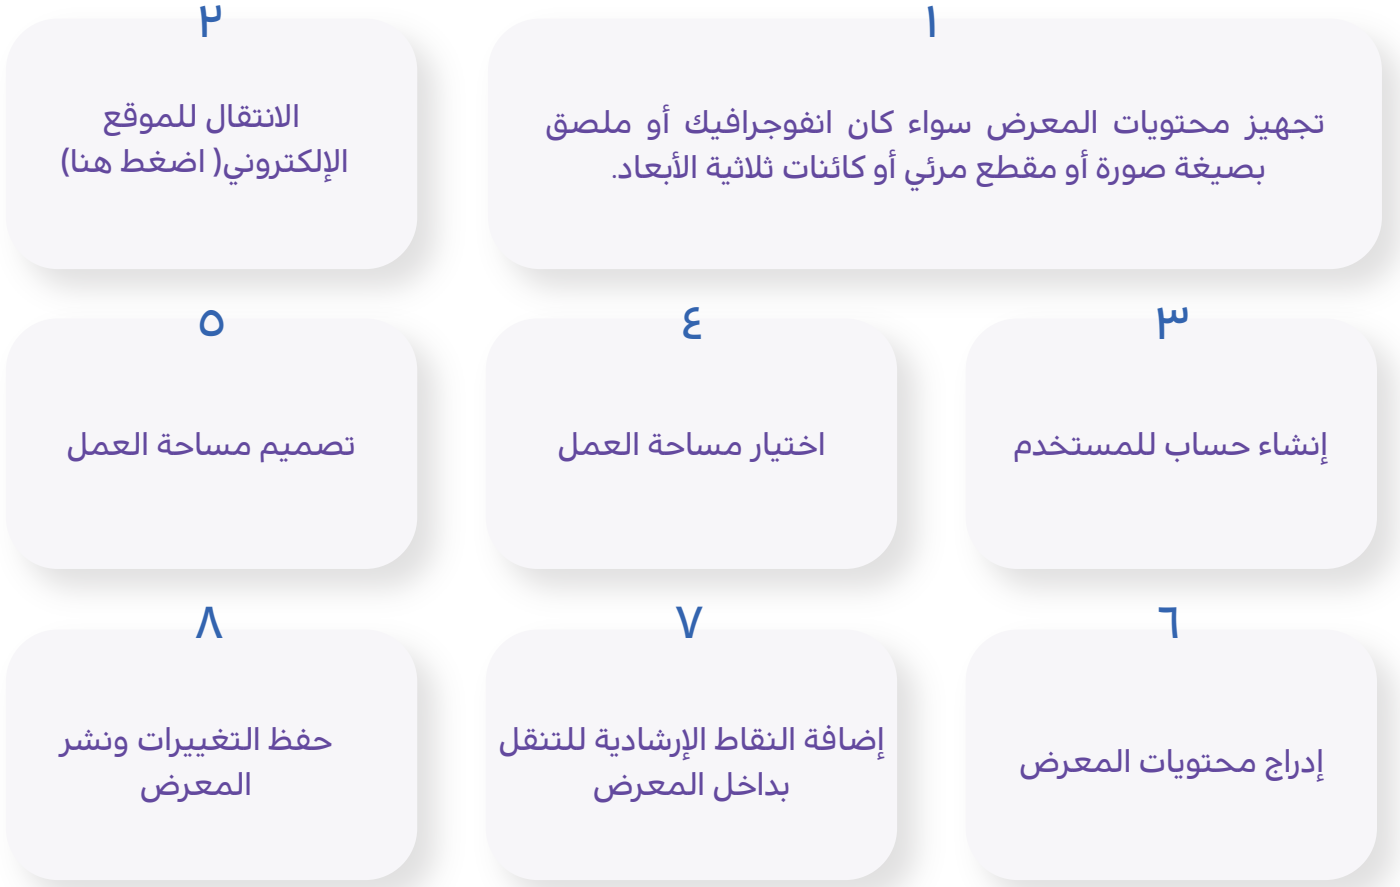 ١
تجهيز محتويات المعرض سواء كان انفوجرافيك أو ملصق
بصيغة صورة أو مقطع مرئي أو كائنات ثلاثية الأبعاد.
٢
الانتقال للموقع
الإلكتروني( اضغط هنا)
٣
إنشاء حساب للمستخدم
٤
اختيار مساحة العمل
٥
تصميم مساحة العمل
٦
إدراج محتويات المعرض
٧
إضافة النقاط الإرشادية للتنقل
بداخل المعرض
٨
حفظ التغييرات ونشر
المعرض